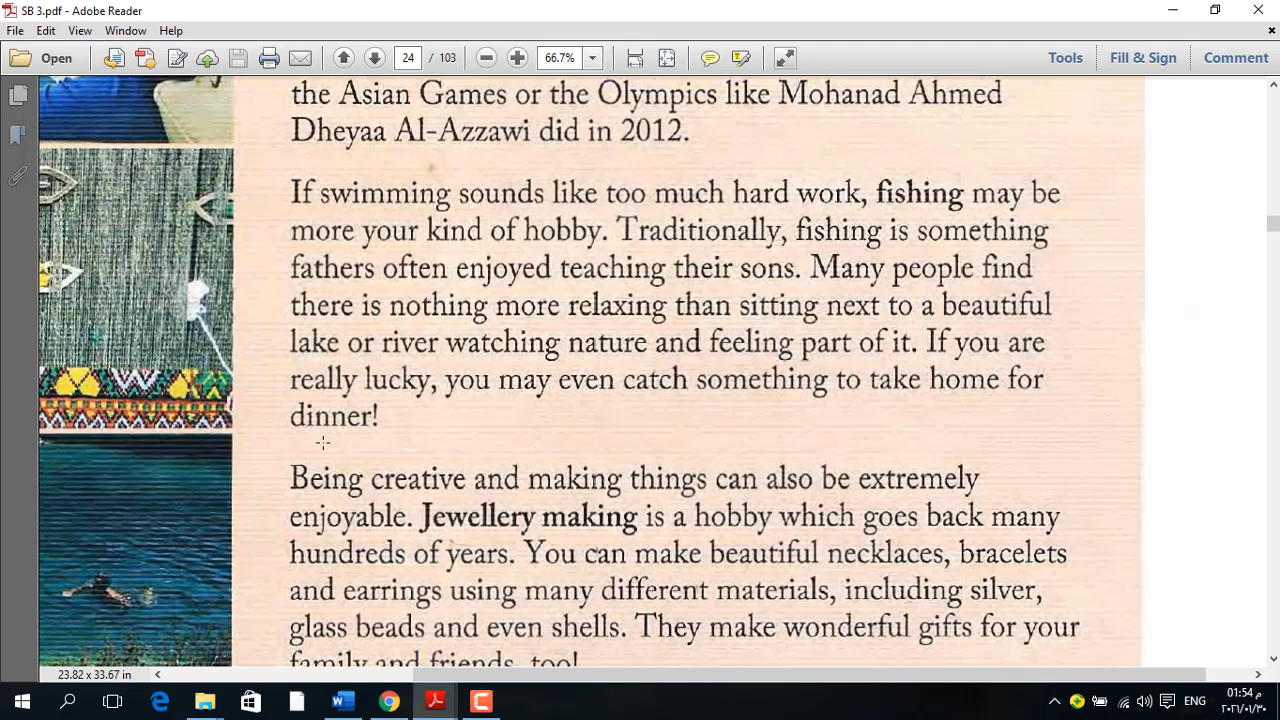 SB 3.pdf - Adobe Reader
File Edit View Window Help
Open 24 / 103 66.7% Tools Fill & Sign Comment
the Asian Games or the Olympics like Mohanad Ahmed
Dheyaa Al-Azzawi did in 2012.
If swimming sounds like too much hard work, fishing may be
more your kind of hobby. Traditionally, fishing is something
fathers often enjoyed teaching their sons. Many people find
there is nothing more relaxing than sitting next to a beautiful
lake or river watching nature and feeling part of it. If you are
really lucky, you may even catch something to take home for
dinner!
Being creative and making things can also be extremely
enjoyable. Jewellery making is a hobby which goes back many
hundreds of years. You can make beautiful necklaces, bracelets
and earrings using many different materials, including silver,
glass beads and even shells. They make wonderful gifts for your
family and friends, too!
23.82 x 33.67 in
ENG
01:54 م